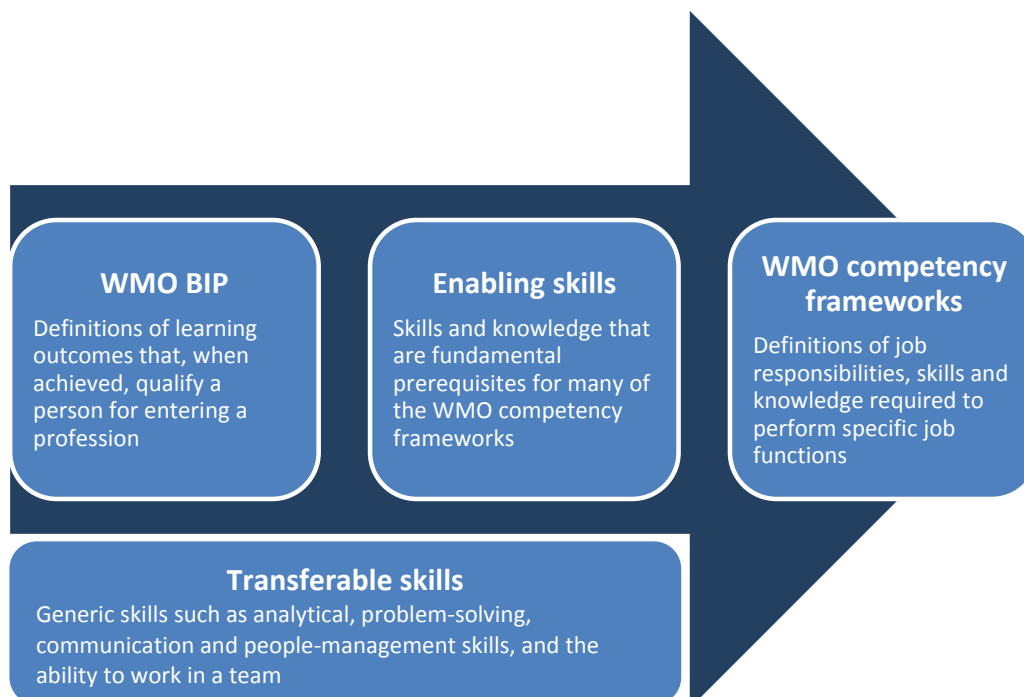 WMO BIP
Definitions of learning
outcomes that, when
achieved, qualify a
person for entering a
profession
Enabling skills
Skills and knowledge that
are fundamental
prerequisites for many of
the WMO competency
frameworks
WMO competency
frameworks
Definitions of job
responsibilities, skills and
knowledge required to
perform specific job
functions
Transferable skills
Generic skills such as analytical, problem-solving,
communication and people-management skills, and the
ability to work in a team